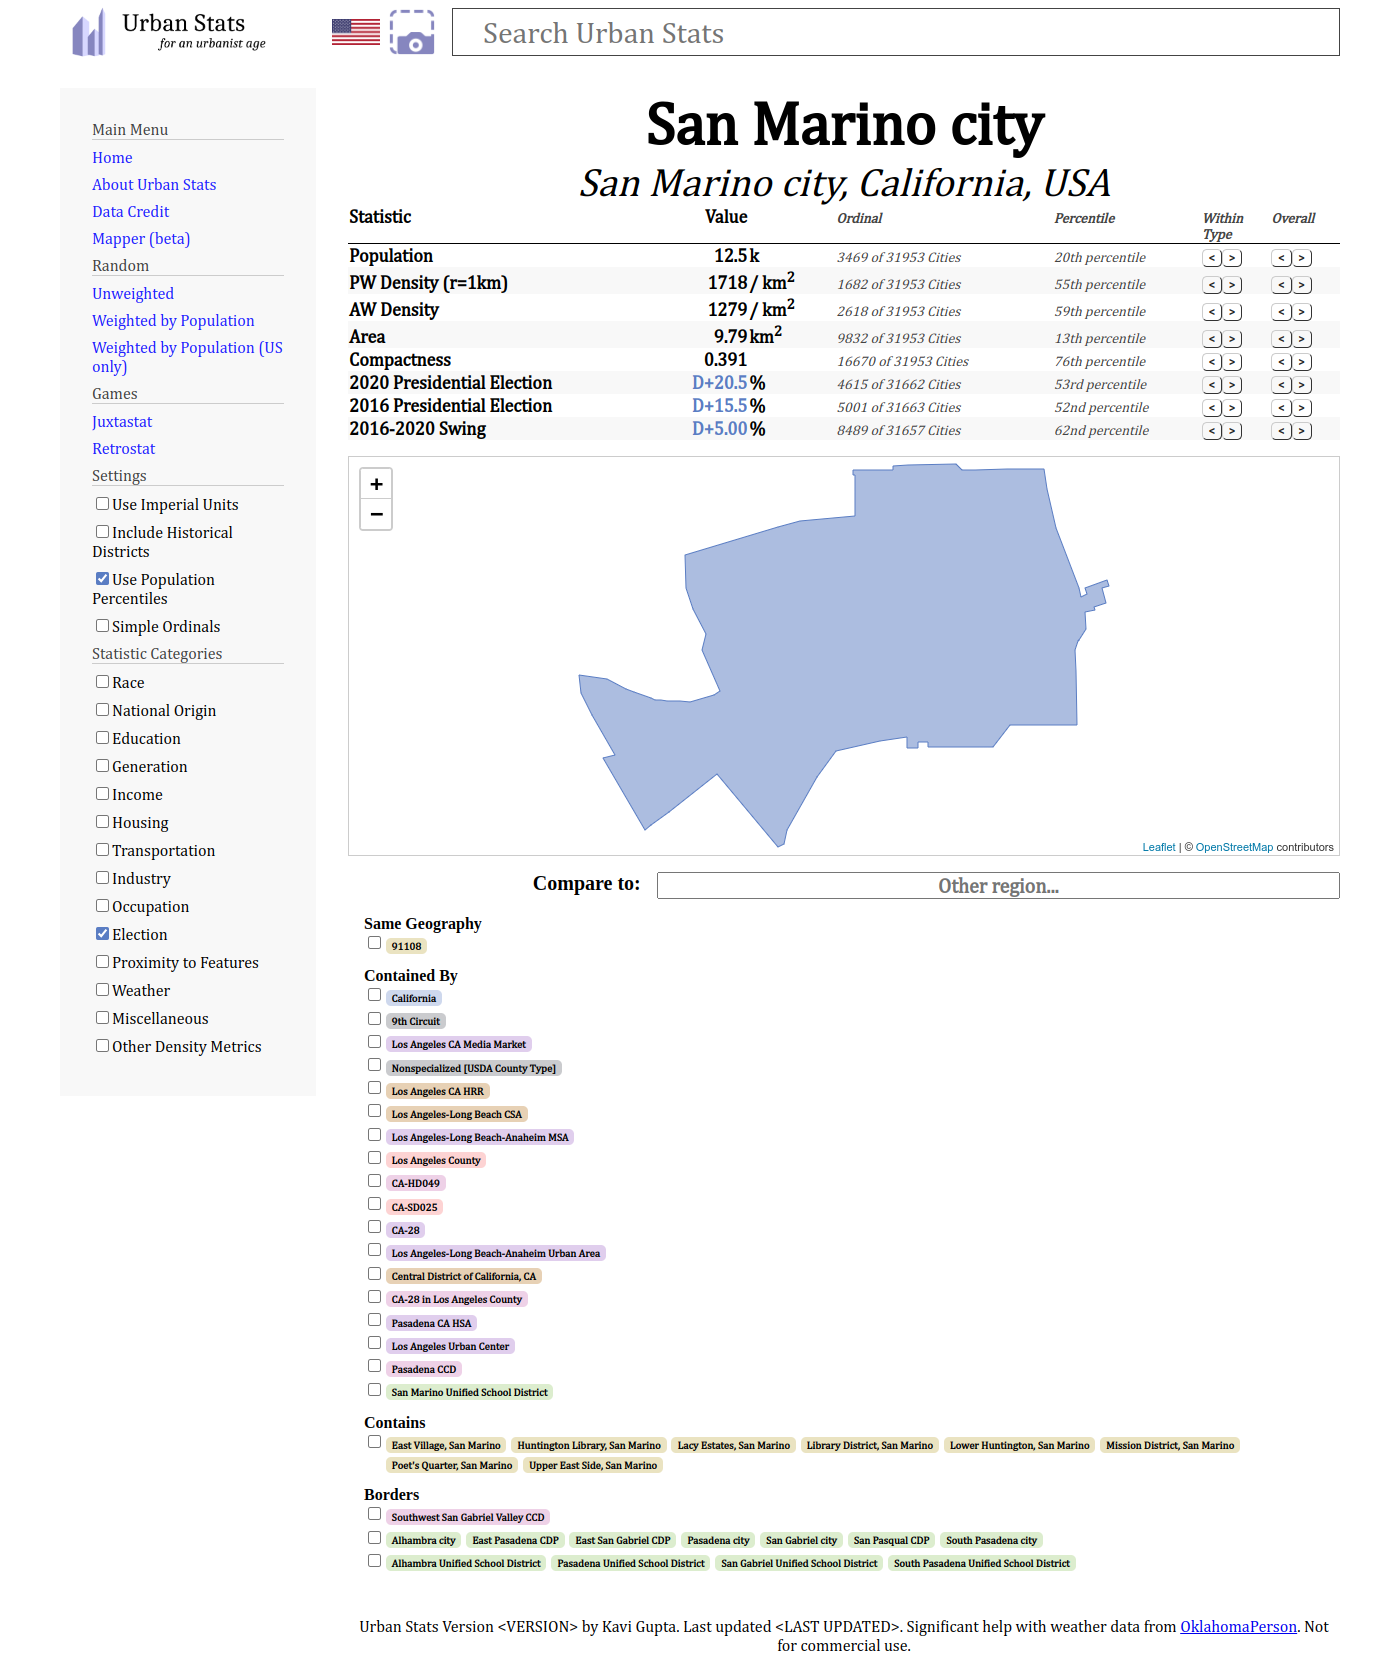 Urban Stats
for an urbanist age
Search Urban Stats
Main Menu
Home
About Urban Stats
Data Credit
Mapper (beta)
Random
Unweighted
Weighted by Population
Weighted by Population (US
only)
Games
Juxtastat
Retrostat
Settings
Use Imperial Units
Include Historical
Districts
Use Population
Percentiles
Simple Ordinals
Statistic Categories
Race
National Origin
Education
Generation
Income
Housing
Transportation
Industry
Occupation
Election
Proximity to Features
Weather
Miscellaneous
Other Density Metrics
San Marino city
San Marino city, California, USA
Statistic Value Ordinal Percentile Within Type Overall
Population 12.5 k 3469 of 31953 Cities 20th percentile < > < >
PW Density (r=1km) 1718 / km² 1682 of 31953 Cities 55th percentile < > < >
AW Density 1279 / km² 2618 of 31953 Cities 59th percentile < > < >
Area 9.79 km² 9832 of 31953 Cities 13th percentile < > < >
Compactness 0.391 16670 of 31953 Cities 76th percentile < > < >
2020 Presidential Election D+20.5 % 4615 of 31662 Cities 53rd percentile < > < >
2016 Presidential Election D+15.5 % 5001 of 31663 Cities 52nd percentile < > < >
2016-2020 Swing D+5.00 % 8489 of 31657 Cities 62nd percentile < > < >
+
−
Leaflet | © OpenStreetMap contributors
Compare to: Other region...
Same Geography
91108
Contained By
California
9th Circuit
Los Angeles CA Media Market
Nonspecialized [USDA County Type]
Los Angeles CA HRR
Los Angeles-Long Beach CSA
Los Angeles-Long Beach-Anaheim MSA
Los Angeles County
CA-HD049
CA-SD025
CA-28
Los Angeles-Long Beach-Anaheim Urban Area
Central District of California, CA
CA-28 in Los Angeles County
Pasadena CA HSA
Los Angeles Urban Center
Pasadena CCD
San Marino Unified School District
Contains
East Village, San Marino Huntington Library, San Marino Lacy Estates, San Marino Library District, San Marino Lower Huntington, San Marino Mission District, San Marino
Poet's Quarter, San Marino Upper East Side, San Marino
Borders
Southwest San Gabriel Valley CCD
Alhambra city East Pasadena CDP East San Gabriel CDP Pasadena city San Gabriel city San Pasqual CDP South Pasadena city
Alhambra Unified School District Pasadena Unified School District San Gabriel Unified School District South Pasadena Unified School District
Urban Stats Version <VERSION> by Kavi Gupta. Last updated <LAST UPDATED>. Significant help with weather data from OklahomaPerson. Not
for commercial use.